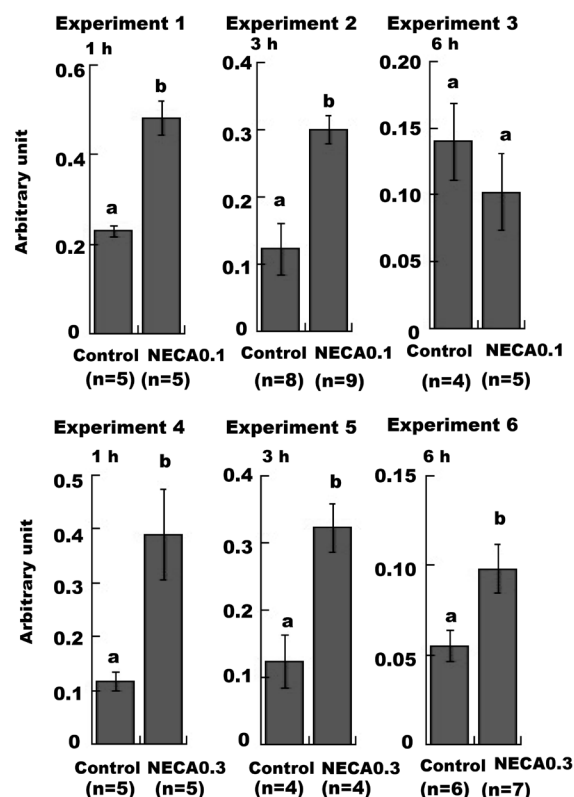 Experiment 1
1 h
Arbitrary unit
0.6
0.4
0.2
0
a
b
Control NECA0.1
(n=5) (n=5)
Experiment 2
3 h
0.4
0.3
0.2
0.1
0
a
b
Control NECA0.1
(n=8) (n=9)
Experiment 3
6 h
0.20
0.15
0.10
0.05
0
a
a
Control NECA0.1
(n=4) (n=5)
Experiment 4
1 h
Arbitrary unit
0.5
0.4
0.3
0.2
0.1
0
a
b
Control NECA0.3
(n=5) (n=5)
Experiment 5
3 h
0.4
0.3
0.2
0.1
0
a
b
Control NECA0.3
(n=4) (n=4)
Experiment 6
6 h
0.15
0.10
0.05
0
a
b
Control NECA0.3
(n=6) (n=7)